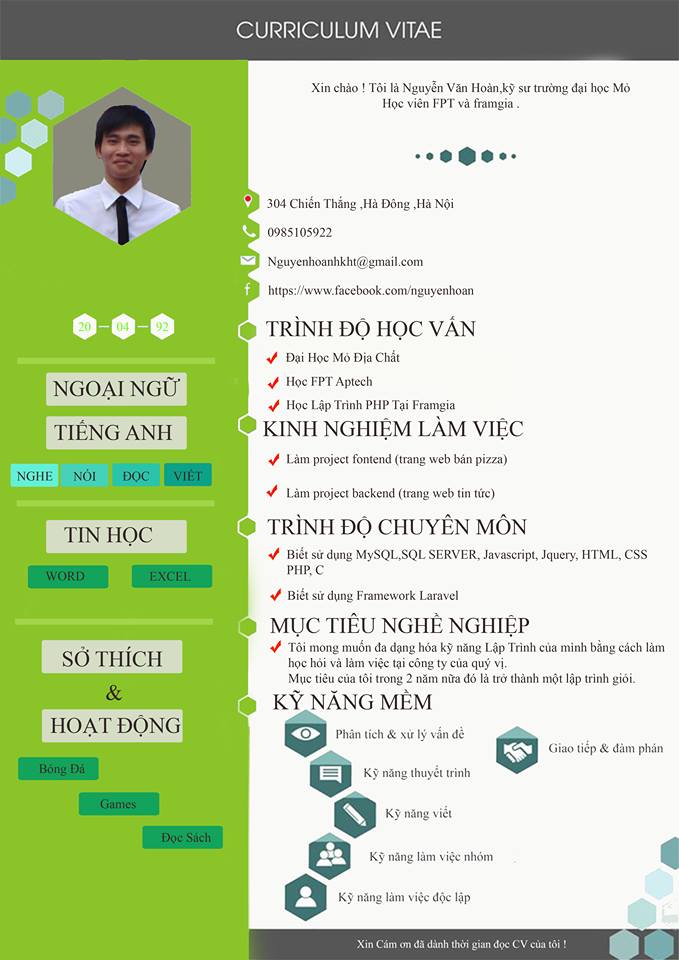 CURRICULUM VITAE
Xin chào ! Tôi là Nguyễn Văn Hoàn,kỹ sư trường đại học Mỏ
Học viên FPT và framgia .
304 Chiến Thắng ,Hà Đông ,Hà Nội
0985105922
Nguyenhoanhkht@gmail.com
https://www.facebook.com/nguyenhoan
20 04 92
NGOẠI NGỮ
TIẾNG ANH
NGHE NÓI ĐỌC VIẾT
TIN HỌC
WORD EXCEL
SỞ THÍCH
&
HOẠT ĐỘNG
Bóng Đá
Games
Đọc Sách
TRÌNH ĐỘ HỌC VẤN
Đại Học Mỏ Địa Chất
Học FPT Aptech
Học Lập Trình PHP Tại Framgia
KINH NGHIỆM LÀM VIỆC
Làm project fontend (trang web bán pizza)
Làm project backend (trang web tin tức)
TRÌNH ĐỘ CHUYÊN MÔN
Biết sử dụng MySQL,SQL SERVER, Javascript, Jquery, HTML, CSS
PHP, C
Biết sử dụng Framework Laravel
MỤC TIÊU NGHỀ NGHIỆP
Tôi mong muốn đa dạng hóa kỹ năng Lập Trình của mình bằng cách làm
học hỏi và làm việc tại công ty của quý vị.
Mục tiêu của tôi trong 2 năm nữa đó là trở thành một lập trình giỏi.
KỸ NĂNG MỀM
Phân tích & xử lý vấn đề
Giao tiếp & đàm phán
Kỹ năng thuyết trình
Kỹ năng viết
Kỹ năng làm việc nhóm
Kỹ năng làm việc độc lập
Xin Cám ơn đã dành thời gian đọc CV của tôi !